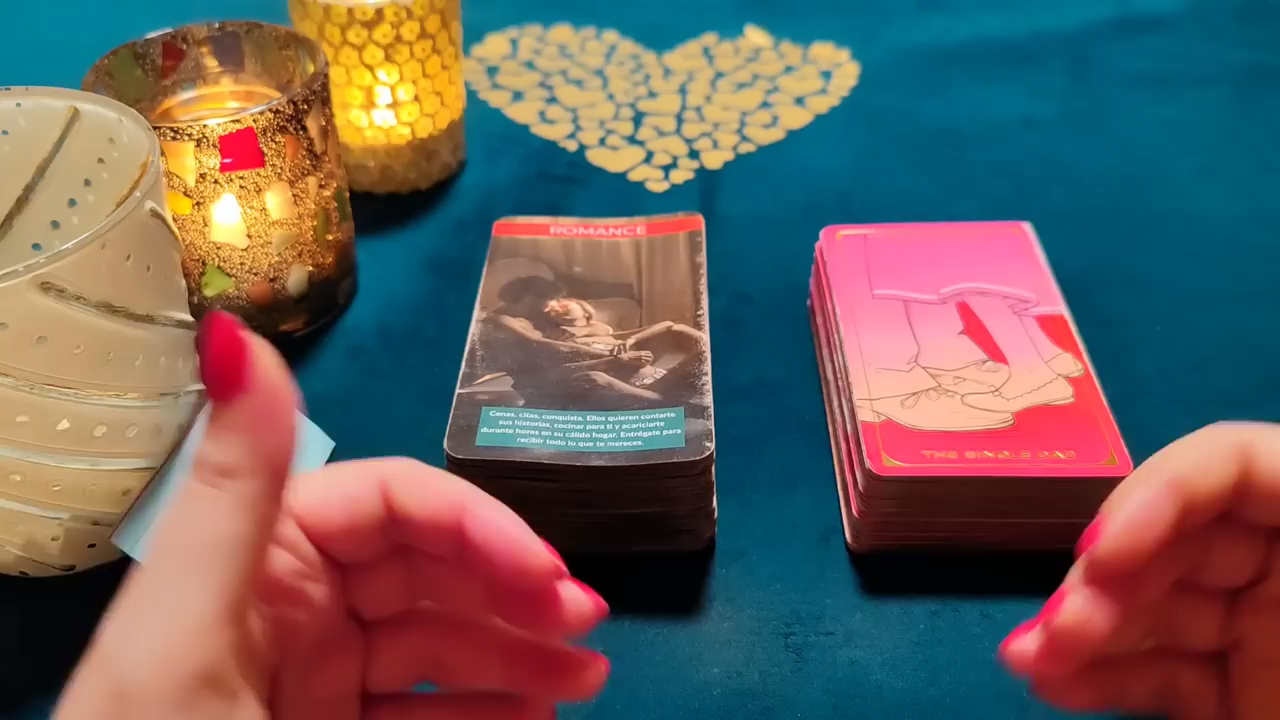 ROMANCE
Cenas, citas, conquista. Ellos quieren contarte
sus historias, cocinar para ti y acariciarte
durante horas en su cálido hogar. Entrégate para
recibir todo lo que te mereces.
THE SINGLE DAD